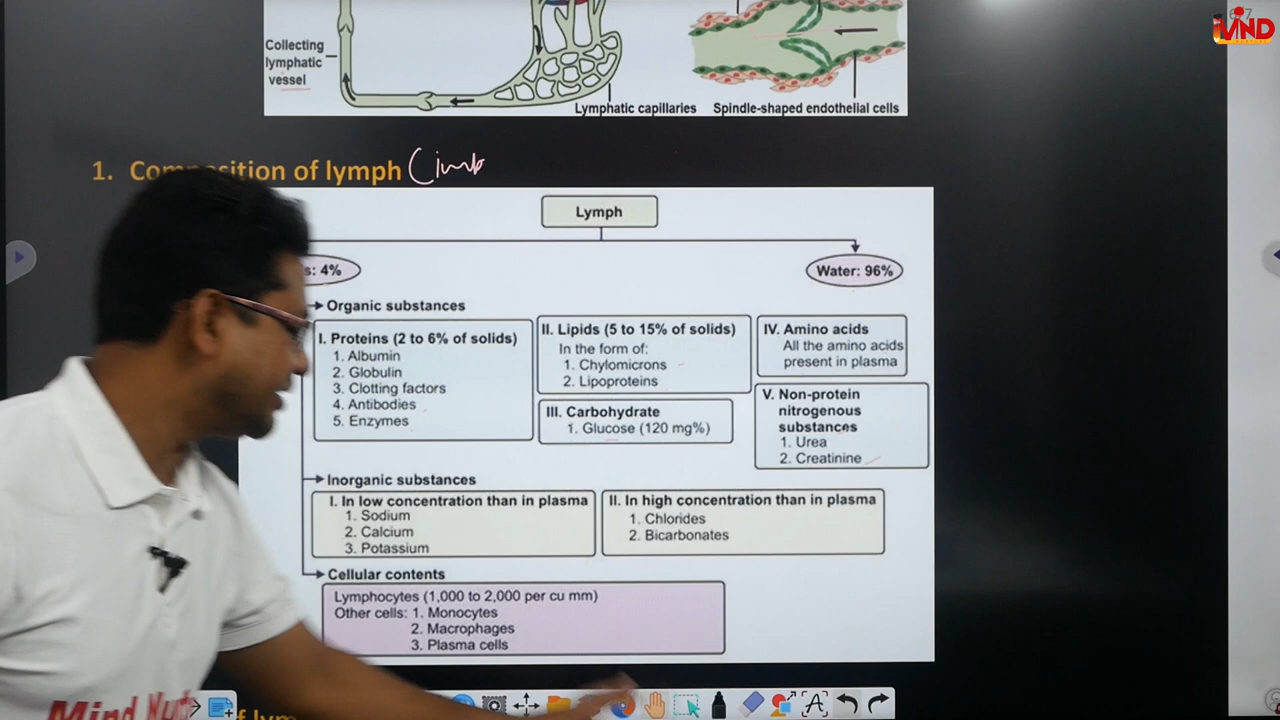 MIND
Collecting
lymphatic
vessel
Lymphatic capillaries
Spindle-shaped endothelial cells
1. Composition of lymph
Lymph
s: 4%
Water: 96%
Organic substances
I. Proteins (2 to 6% of solids)
1. Albumin
2. Globulin
3. Clotting factors
4. Antibodies
5. Enzymes
II. Lipids (5 to 15% of solids)
In the form of:
1. Chylomicrons
2. Lipoproteins
III. Carbohydrate
1. Glucose (120 mg%)
IV. Amino acids
All the amino acids
present in plasma
V. Non-protein
nitrogenous
substances
1. Urea
2. Creatinine
Inorganic substances
I. In low concentration than in plasma
1. Sodium
2. Calcium
3. Potassium
II. In high concentration than in plasma
1. Chlorides
2. Bicarbonates
Cellular contents
Lymphocytes (1,000 to 2,000 per cu mm)
Other cells: 1. Monocytes
2. Macrophages
3. Plasma cells
Mind